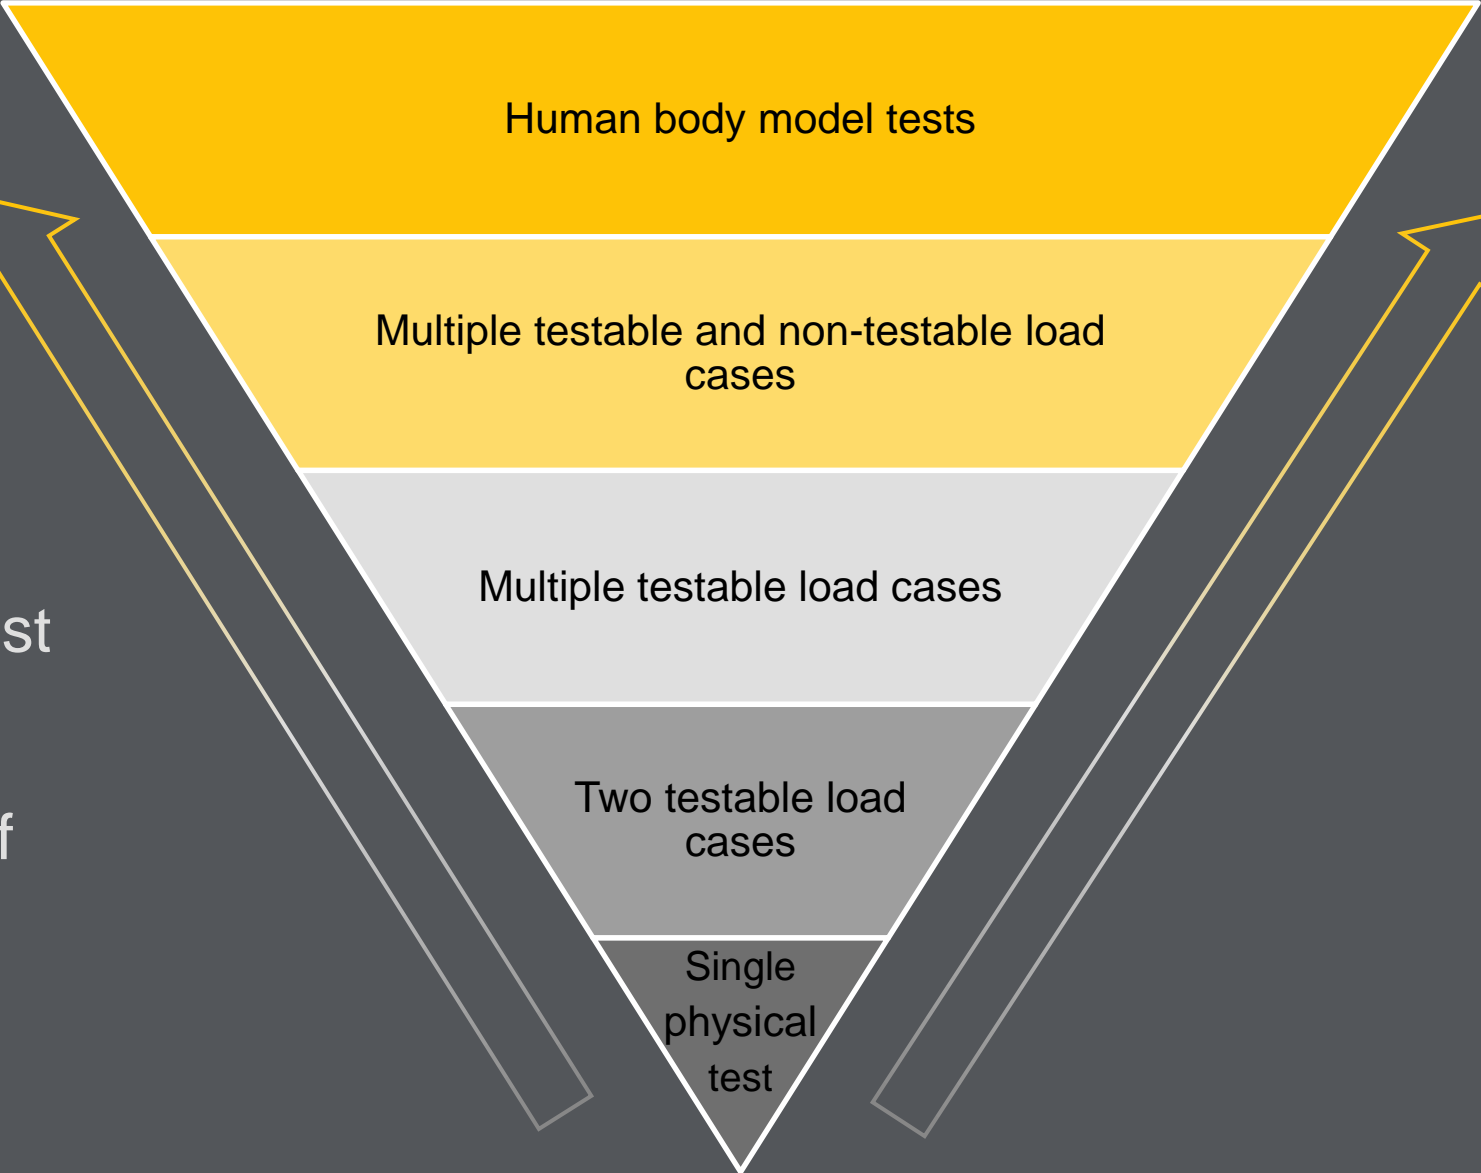 Human body model tests
Multiple testable and non-testable load
cases
Multiple testable load cases
st
Two testable load
cases
f
Single
physical
test